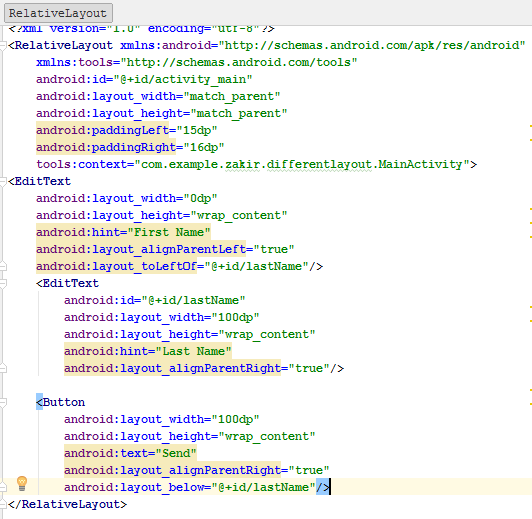 RelativeLayout
<?xml version="1.0" encoding="utf-8"?>
<RelativeLayout xmlns:android="http://schemas.android.com/apk/res/android"
    xmlns:tools="http://schemas.android.com/tools"
    android:id="@+id/activity_main"
    android:layout_width="match_parent"
    android:layout_height="match_parent"
    android:paddingLeft="15dp"
    android:paddingRight="16dp"
    tools:context="com.example.zakir.differentlayout.MainActivity">
<EditText
    android:layout_width="0dp"
    android:layout_height="wrap_content"
    android:hint="First Name"
    android:layout_alignParentLeft="true"
    android:layout_toLeftOf="@+id/lastName"/>
    <EditText
        android:id="@+id/lastName"
        android:layout_width="100dp"
        android:layout_height="wrap_content"
        android:hint="Last Name"
        android:layout_alignParentRight="true"/>
    <Button
        android:layout_width="100dp"
        android:layout_height="wrap_content"
        android:text="Send"
        android:layout_alignParentRight="true"
        android:layout_below="@+id/lastName"/>
</RelativeLayout>